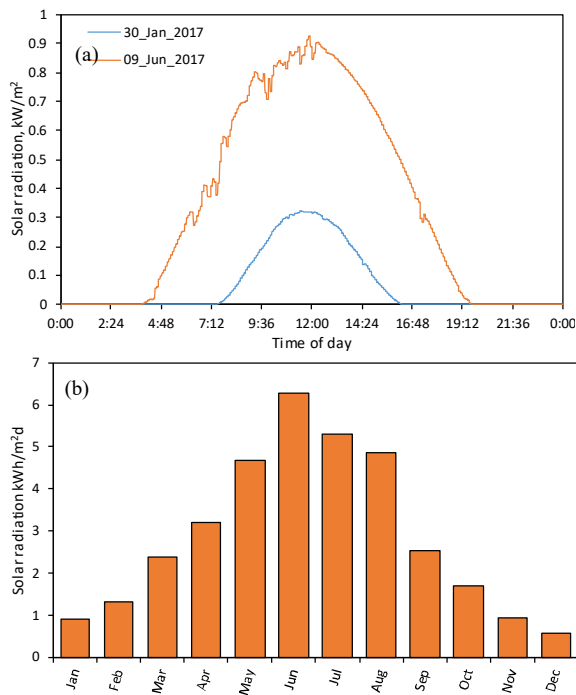 1
0.9
0.8
0.7
0.6
0.5
0.4
0.3
0.2
0.1
0
Solar radiation, kW/m²
(a)
30_Jan_2017
09_Jun_2017
0:00 2:24 4:48 7:12 9:36 12:00 14:24 16:48 19:12 21:36 0:00
Time of day
7
6
5
4
3
2
1
0
Solar radiation kWh/m²d
(b)
Jan Feb Mar Apr May Jun Jul Aug Sep Oct Nov Dec